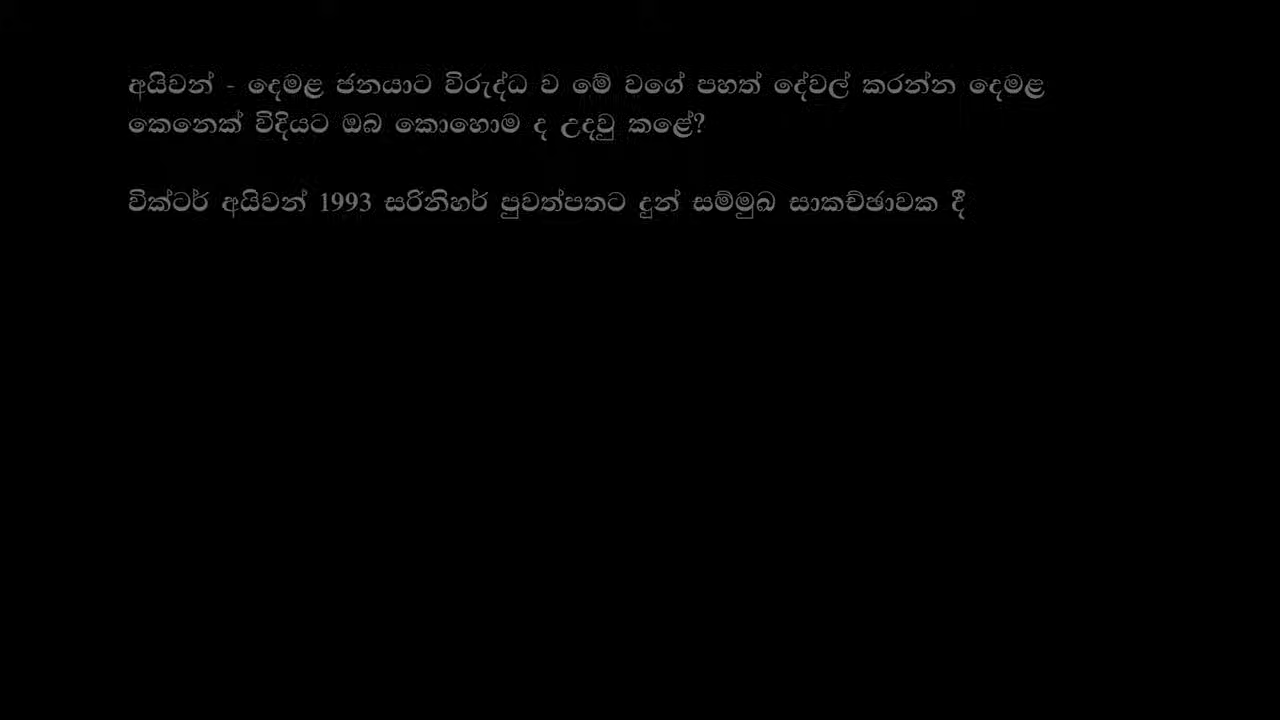 අයිවන් - දෙමළ ජනයාට විරුද්ධ ව මේ වගේ පහත් දේවල් කරන්න දෙමළ
කෙනෙක් විදියට ඔබ කොහොම ද උදවු කළේ?
වික්ටර් අයිවන් 1993 සරිනිහර් පුවත්පතට දුන් සම්මුඛ සාකච්ඡාවක දී